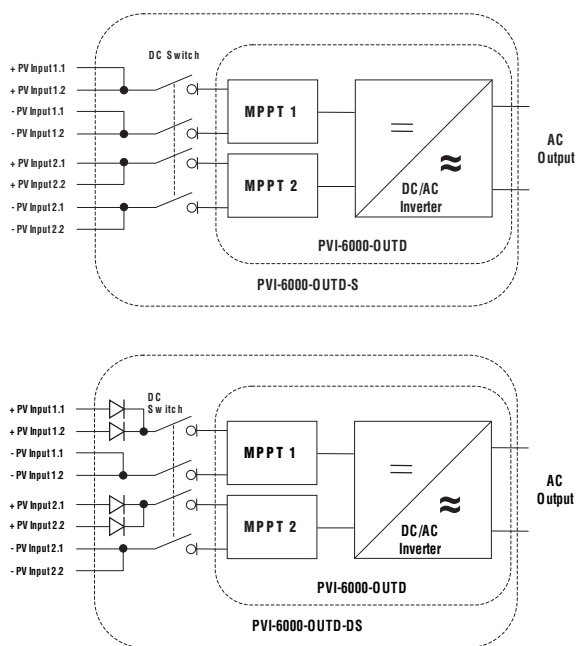 DC Switch
+ PV Input 1.1
+ PV Input 1.2
- PV Input 1.1
- PV Input 1.2
+ PV Input 2.1
+ PV Input 2.2
- PV Input 2.1
- PV Input 2.2
MPPT 1
MPPT 2
DC/AC
Inverter
AC
Output
PVI-6000-OUTD
PVI-6000-OUTD-S
DC
Switch
+ PV Input 1.1
+ PV Input 1.2
- PV Input 1.1
- PV Input 1.2
+ PV Input 2.1
+ PV Input 2.2
- PV Input 2.1
- PV Input 2.2
MPPT 1
MPPT 2
DC/AC
Inverter
AC
Output
PVI-6000-OUTD
PVI-6000-OUTD-DS